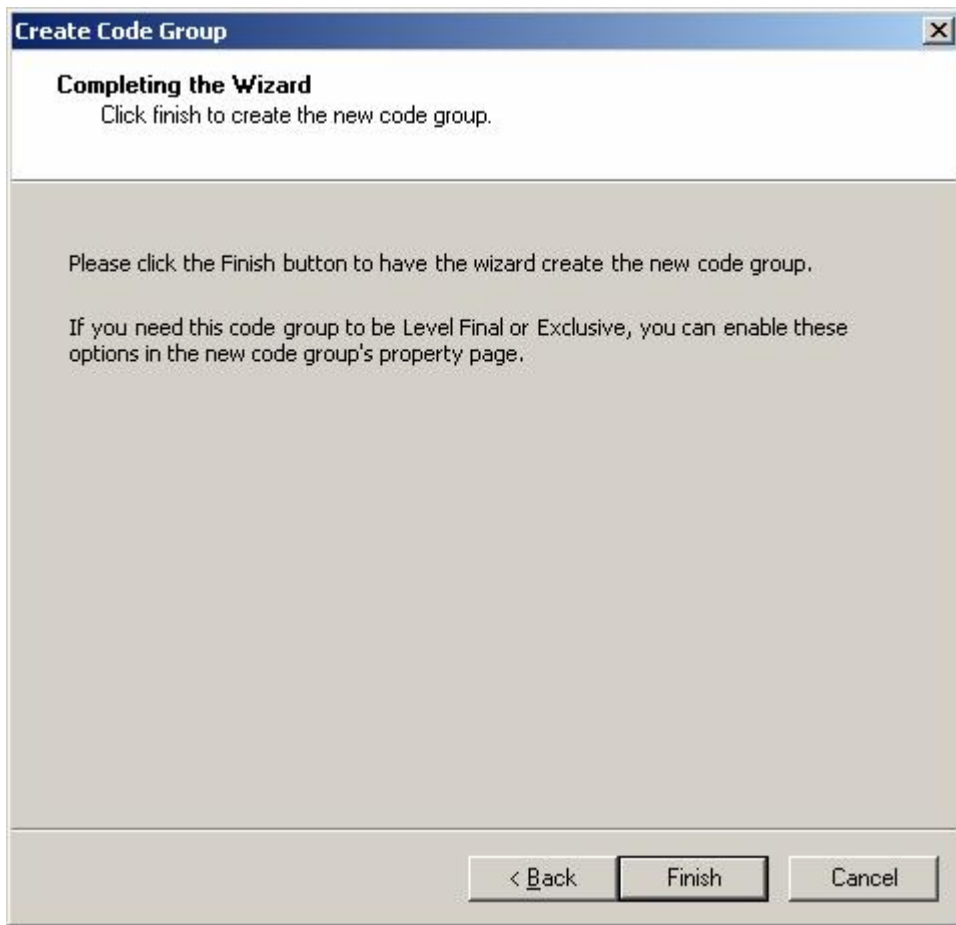 Create Code Group
Completing the Wizard
Click finish to create the new code group.
Please click the Finish button to have the wizard create the new code group.
If you need this code group to be Level Final or Exclusive, you can enable these
options in the new code group's property page.
< Back Finish Cancel